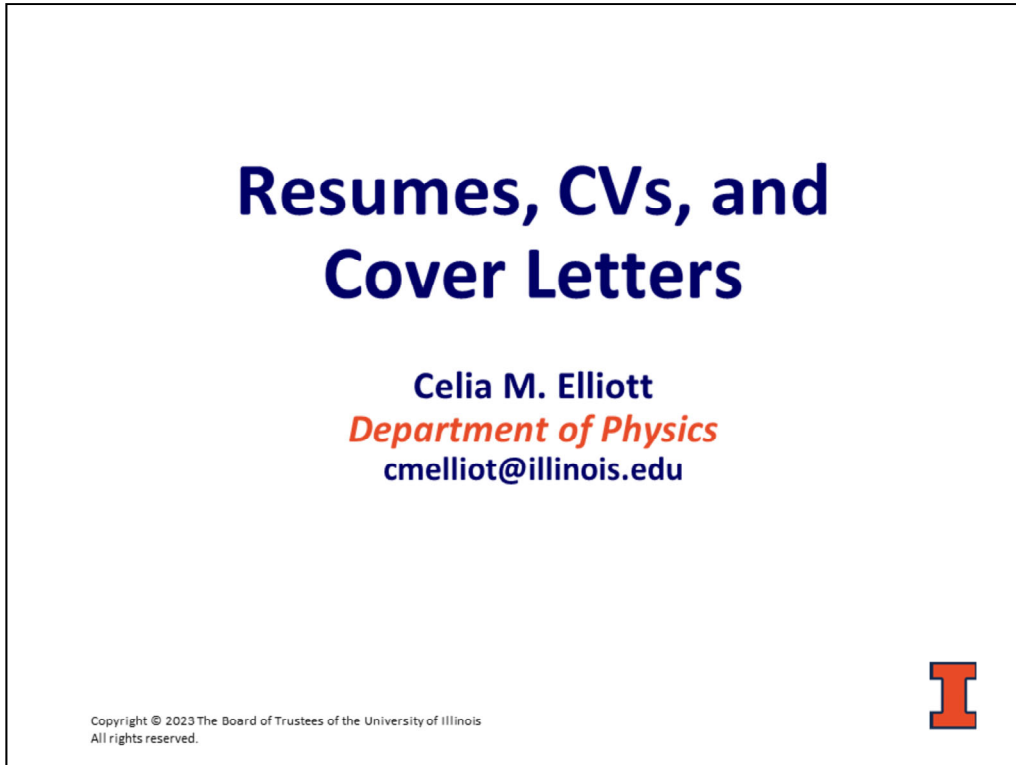 Resumes, CVs, and
Cover Letters
Celia M. Elliott
Department of Physics
cmelliot@illinois.edu
Copyright © 2023 The Board of Trustees of the University of Illinois
All rights reserved.
I